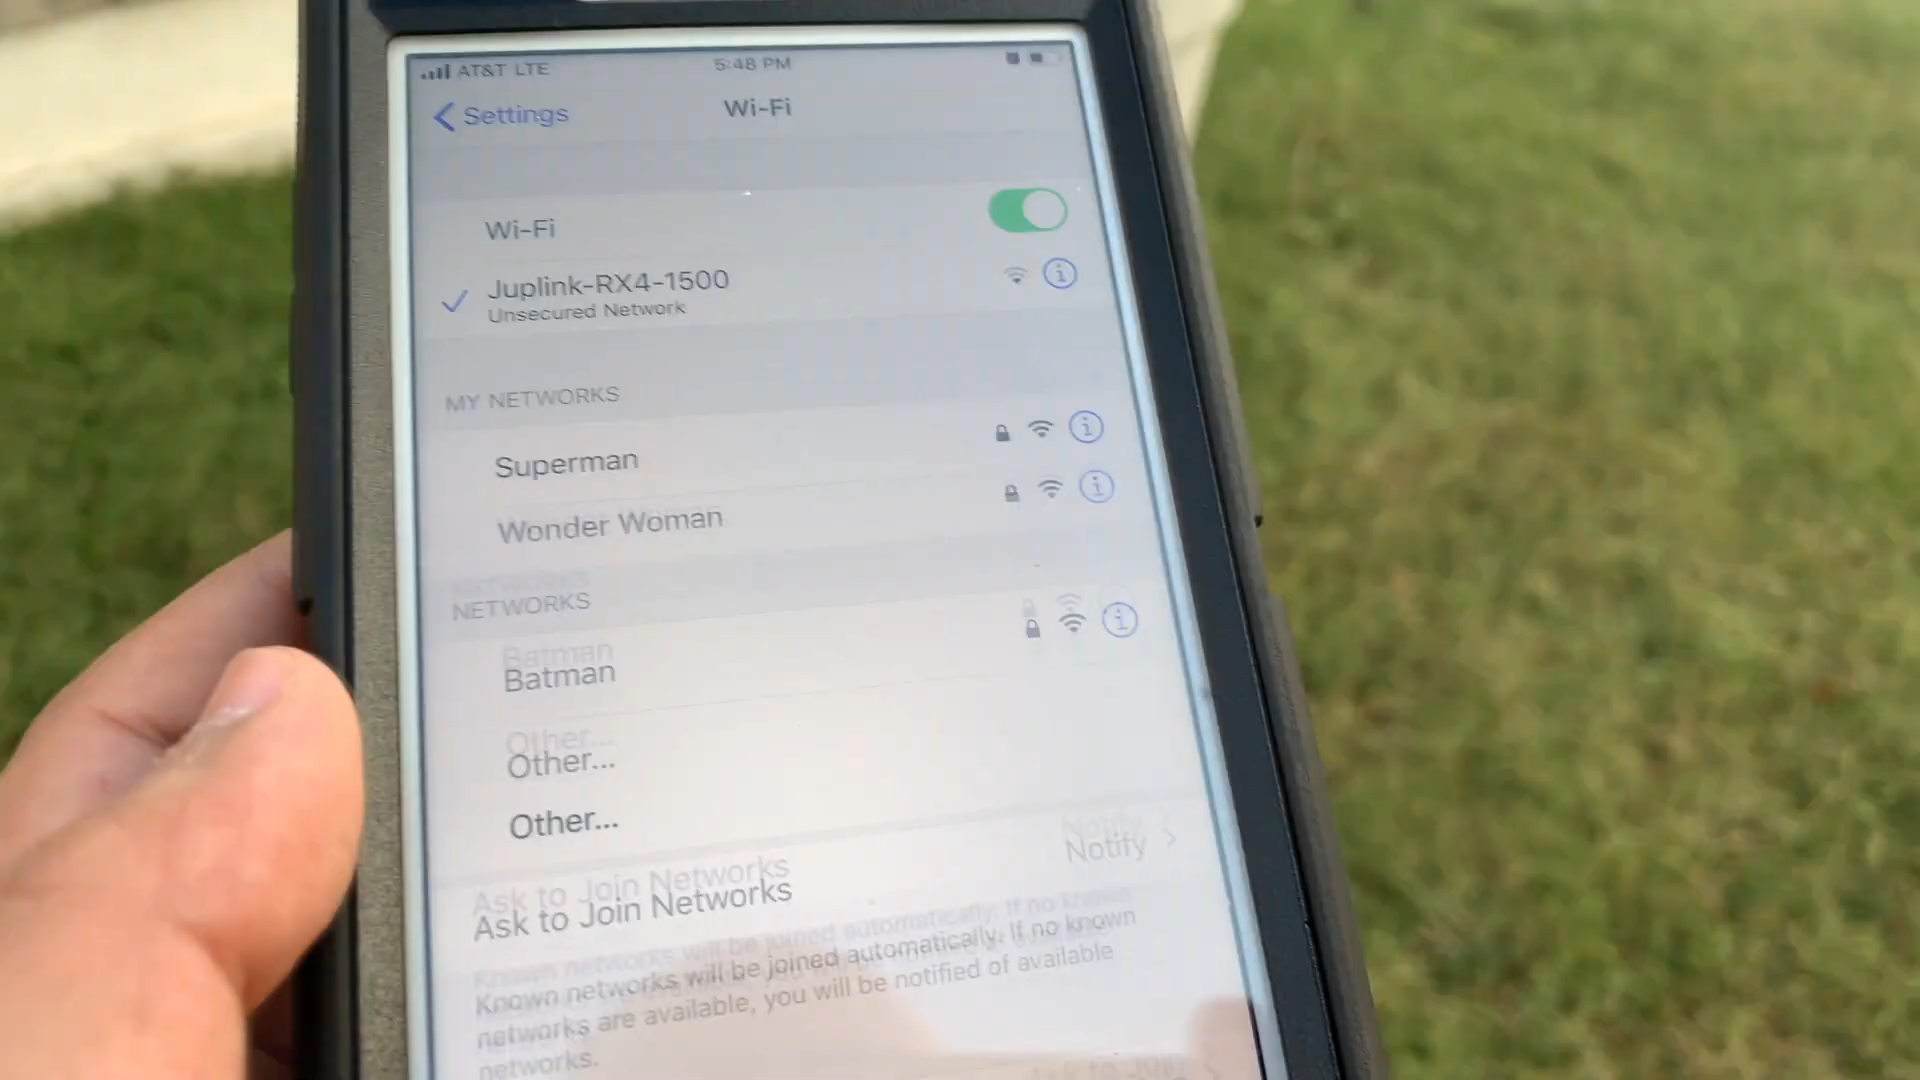 AT&T LTE
5:48 PM
Settings
Wi-Fi
Wi-Fi
Juplink-RX4-1500
Unsecured Network
MY NETWORKS
Superman
Wonder Woman
NETWORKS
Batman
Other...
Other...
Ask to Join Networks
Notify
Known networks will be joined automatically. If no known
networks are available, you will be notified of available
networks.